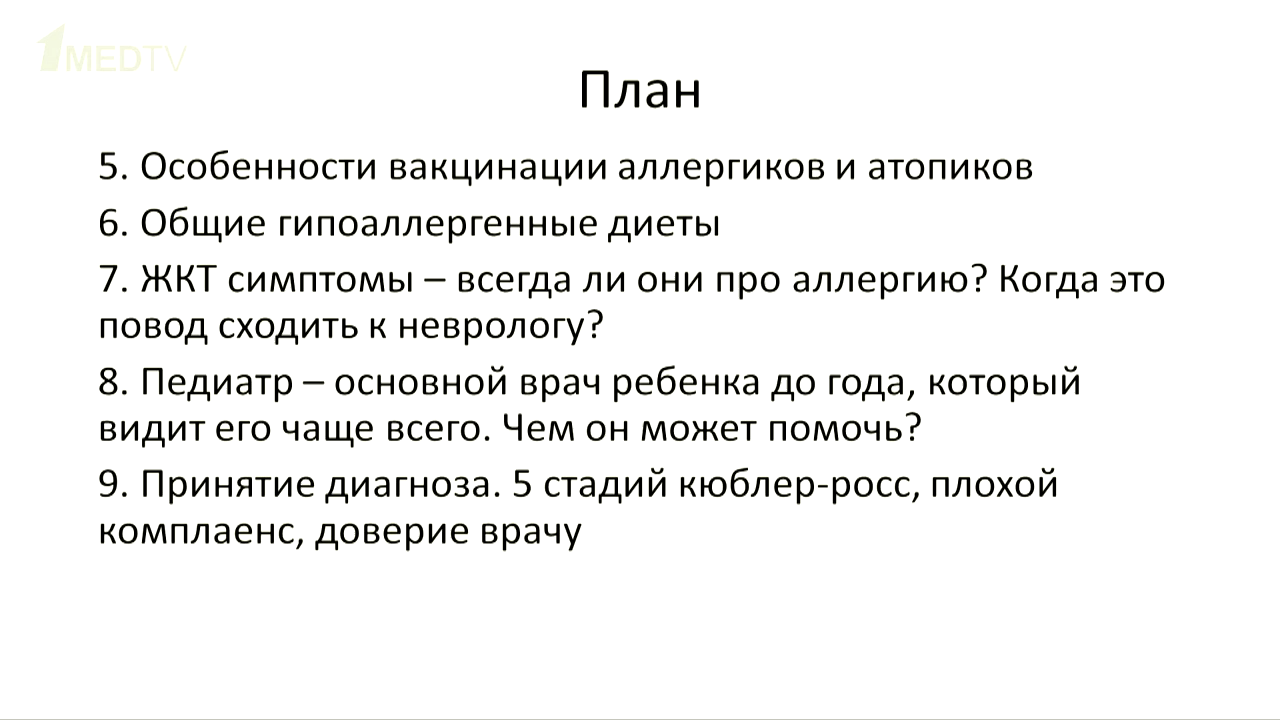 1MEDTV
План
5. Особенности вакцинации аллергиков и атопиков
6. Общие гипоаллергенные диеты
7. ЖКТ симптомы – всегда ли они про аллергию? Когда это
повод сходить к неврологу?
8. Педиатр – основной врач ребенка до года, который
видит его чаще всего. Чем он может помочь?
9. Принятие диагноза. 5 стадий кюблер-росс, плохой
комплаенс, доверие врачу